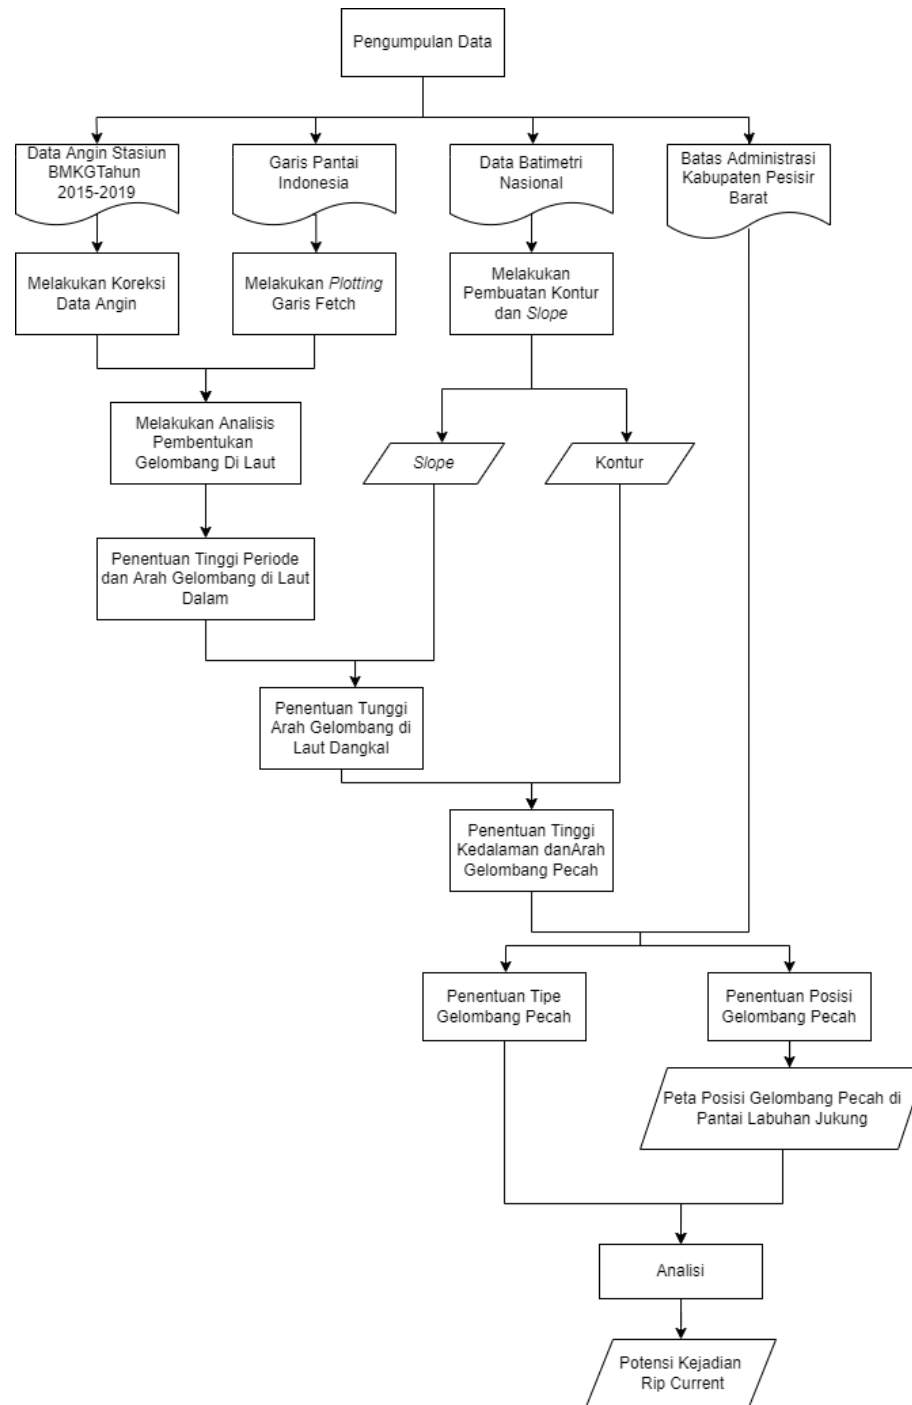 Pengumpulan Data
Data Angin Stasiun
BMKGTahun
2015-2019
Garis Pantai
Indonesia
Data Batimetri
Nasional
Batas Administrasi
Kabupaten Pesisir
Barat
Melakukan Koreksi
Data Angin
Melakukan Plotting
Garis Fetch
Melakukan
Pembuatan Kontur
dan Slope
Melakukan Analisis
Pembentukan
Gelombang Di Laut
Slope
Kontur
Penentuan Tinggi Periode
dan Arah Gelombang di Laut
Dalam
Penentuan Tunggi
Arah Gelombang di
Laut Dangkal
Penentuan Tinggi
Kedalaman danArah
Gelombang Pecah
Penentuan Tipe
Gelombang Pecah
Penentuan Posisi
Gelombang Pecah
Peta Posisi Gelombang Pecah di
Pantai Labuhan Jukung
Analisi
Potensi Kejadian
Rip Current